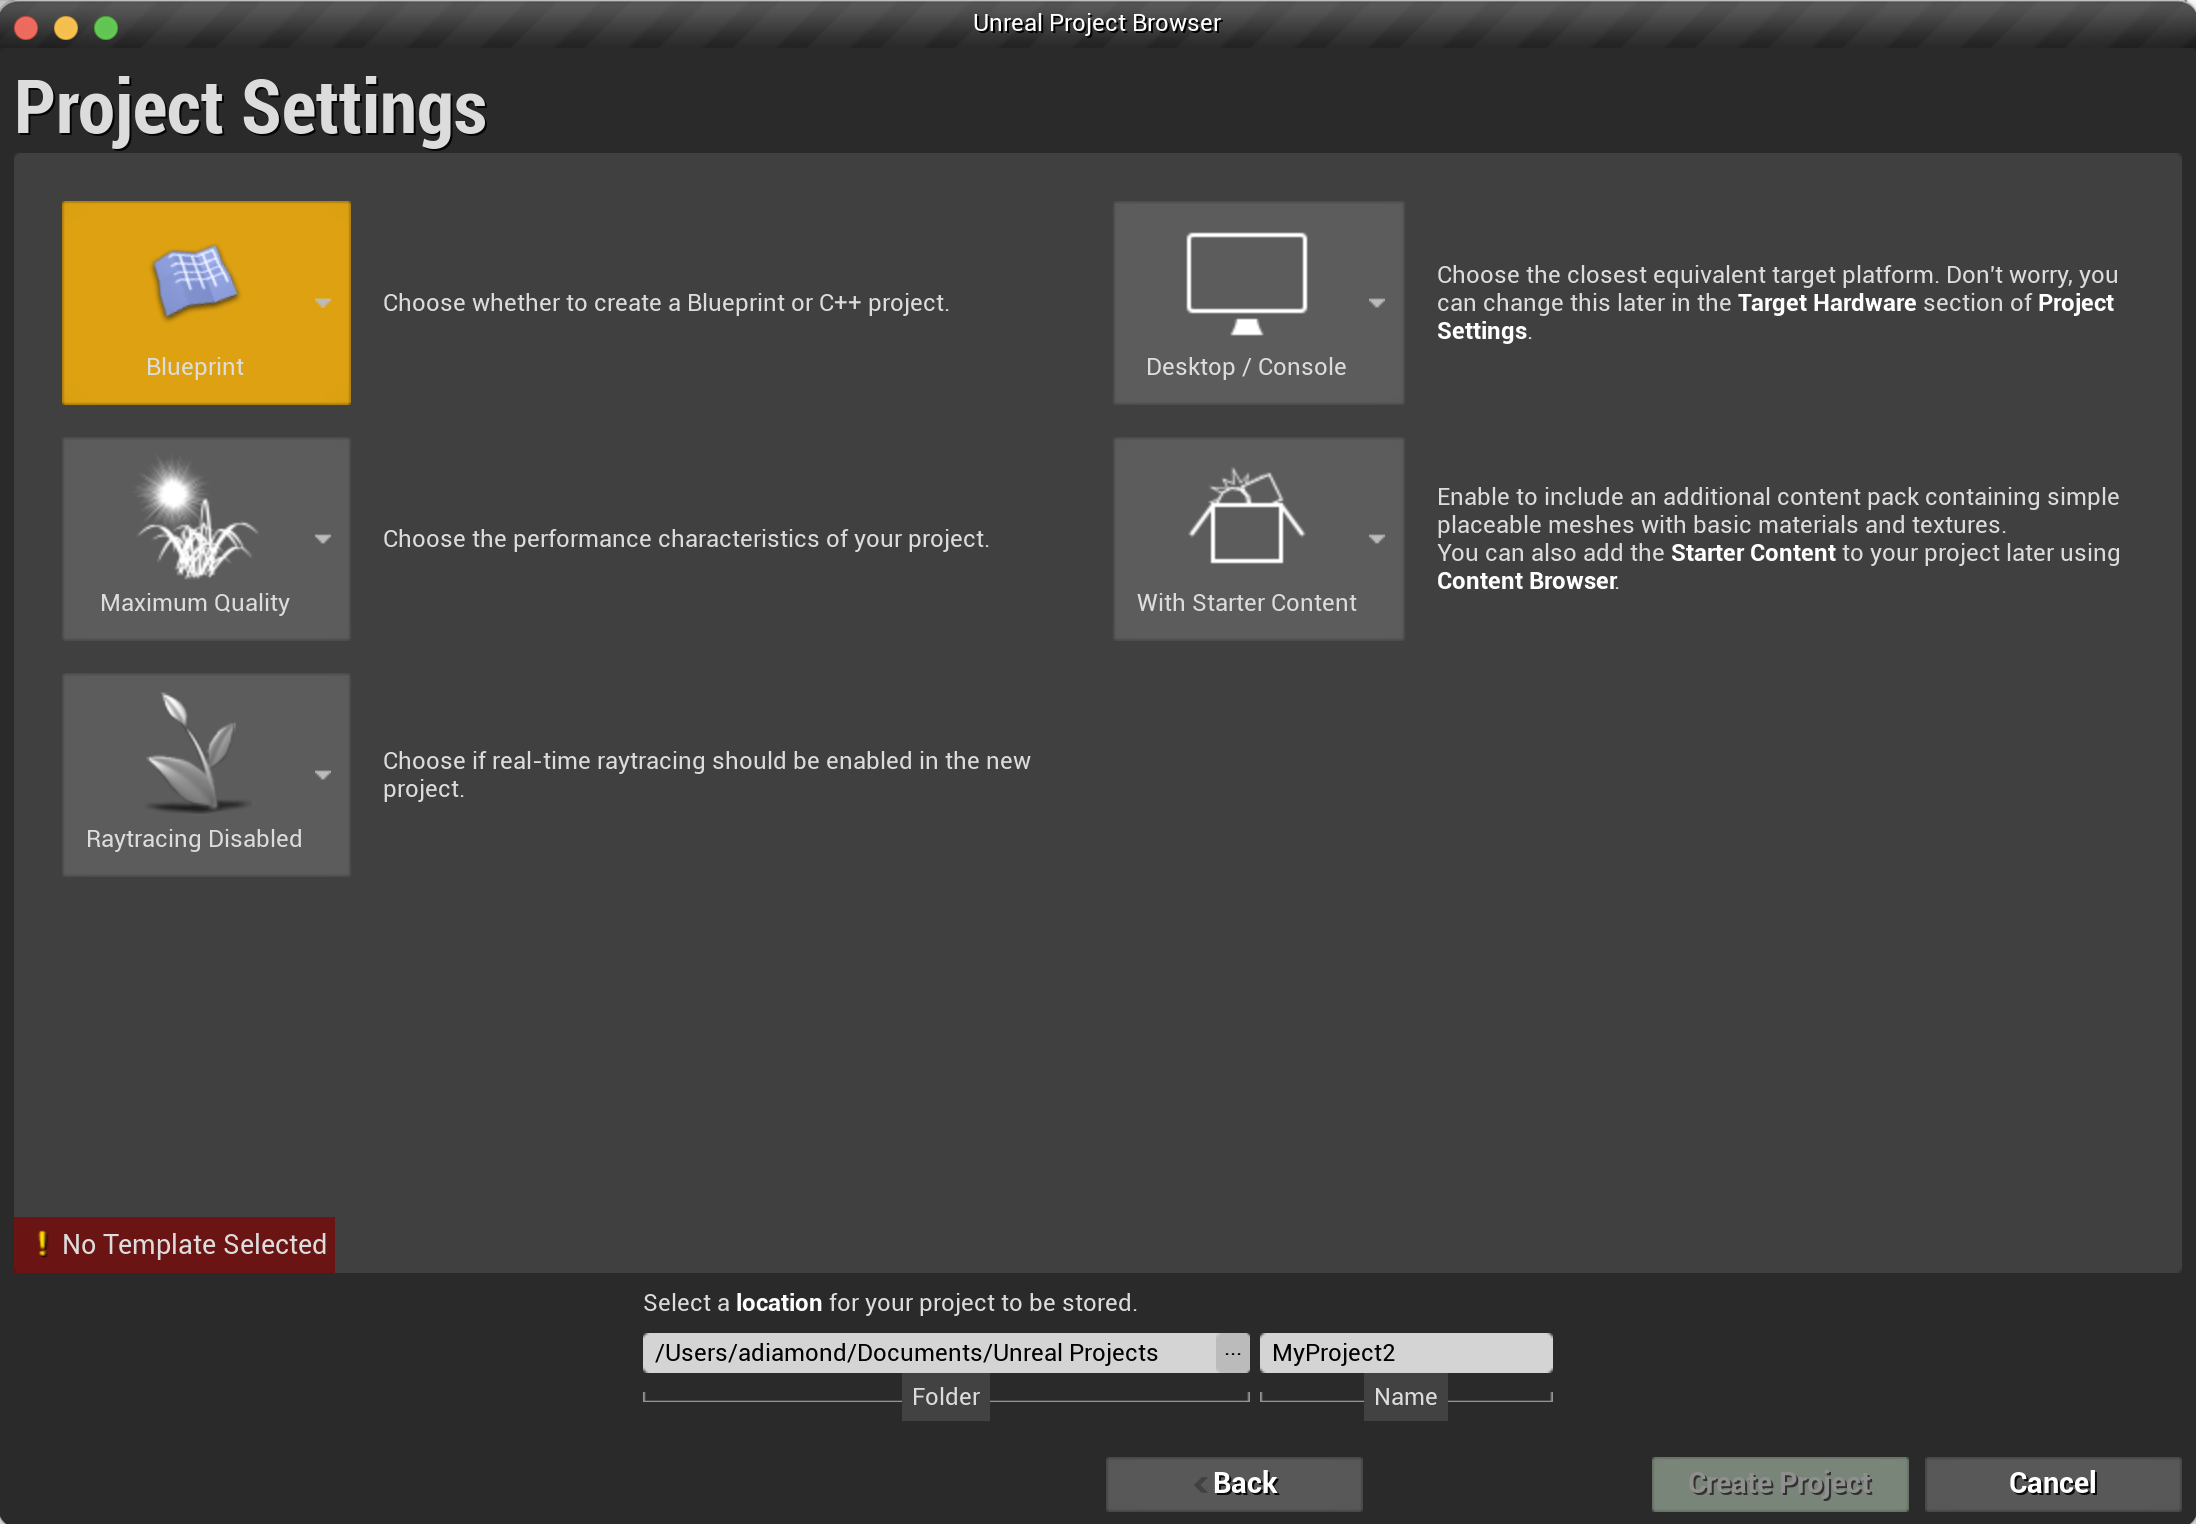 Unreal Project Browser
Project Settings
Blueprint
Choose whether to create a Blueprint or C++ project.
Desktop / Console
Choose the closest equivalent target platform. Don't worry, you
can change this later in the Target Hardware section of Project
Settings.
Maximum Quality
Choose the performance characteristics of your project.
With Starter Content
Enable to include an additional content pack containing simple
placeable meshes with basic materials and textures.
You can also add the Starter Content to your project later using
Content Browser.
Raytracing Disabled
Choose if real-time raytracing should be enabled in the new
project.
! No Template Selected
Select a location for your project to be stored.
/Users/adiamond/Documents/Unreal Projects ...
MyProject2
Folder
Name
< Back
Create Project
Cancel